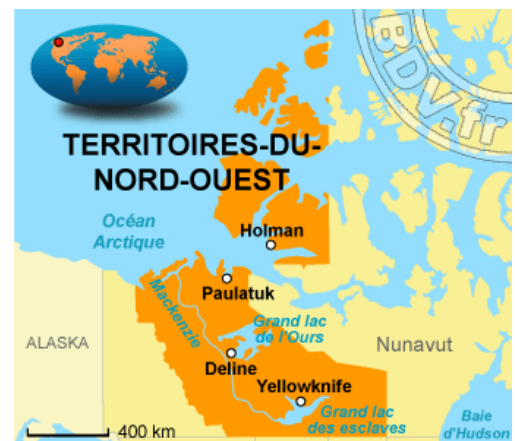 BDV.fr
TERRITOIRES-DU-
NORD-OUEST
Océan
Arctique
Holman
Mackenzie
Paulatuk
Grand lac
de l'Ours
ALASKA
Nunavut
Deline
Yellowknife
Grand lac
des esclaves
Baie
d'Hudson
400 km